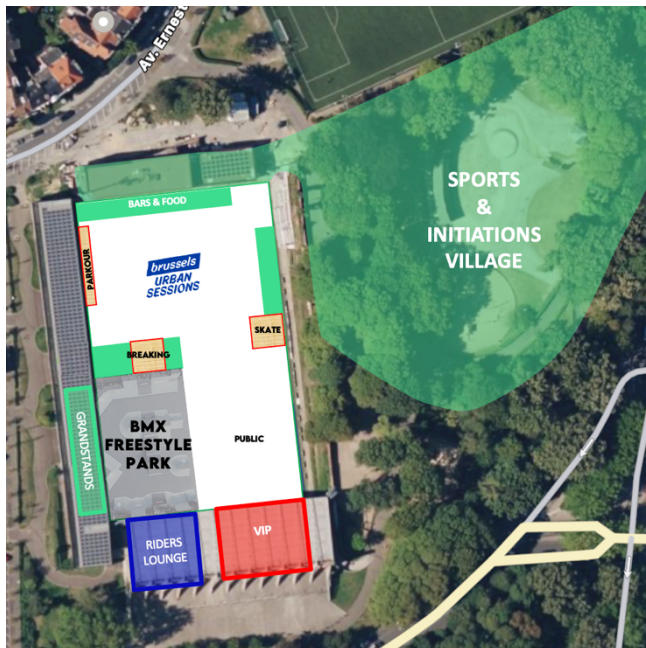 Av. Ernest
SPORTS
&
INITIATIONS
VILLAGE
BARS & FOOD
PARKOUR
brussels
URBAN
SESSIONS
SKATE
BREAKING
GRANDSTANDS
BMX
FREESTYLE
PARK
PUBLIC
RIDERS
LOUNGE
VIP